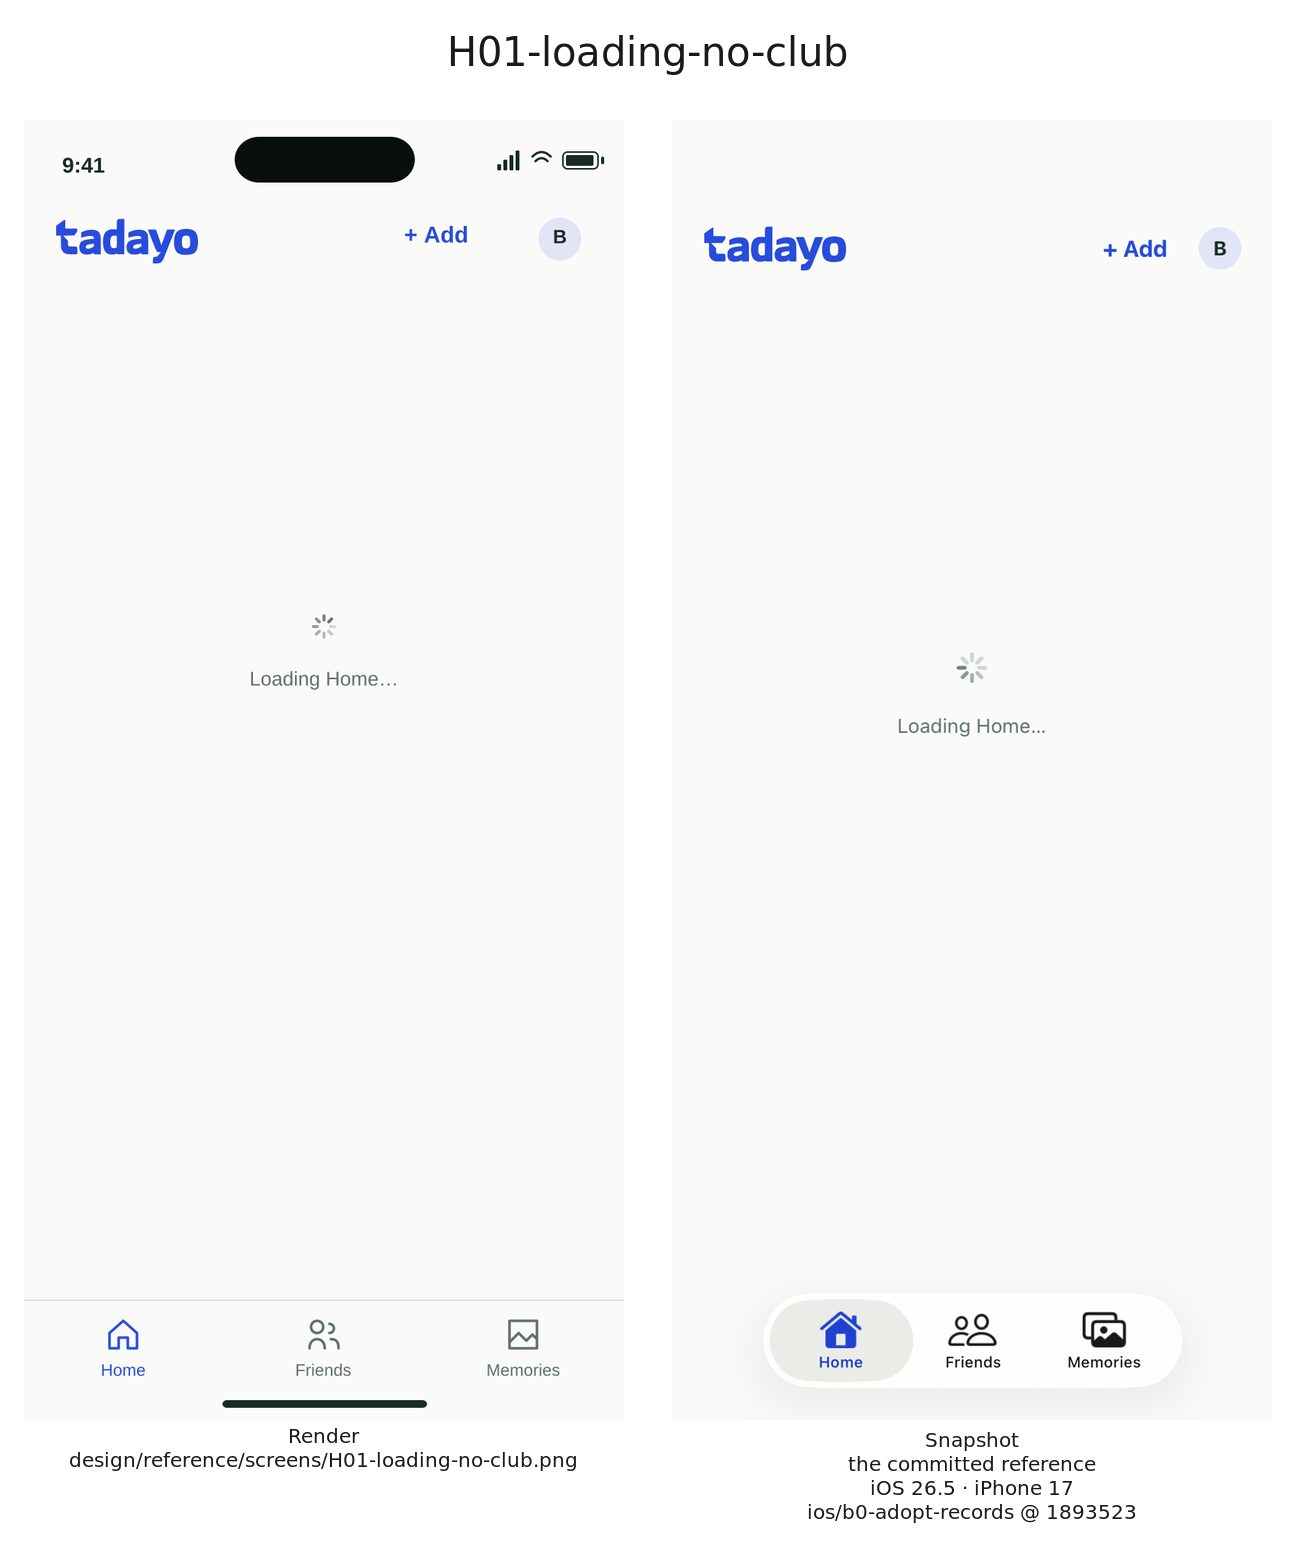 H01-loading-no-club
9:41
tadayo
+ Add
B
Loading Home…
Home
Friends
Memories
Render
design/reference/screens/H01-loading-no-club.png
tadayo
+ Add
B
Loading Home...
Home
Friends
Memories
Snapshot
the committed reference
iOS 26.5 · iPhone 17
ios/b0-adopt-records @ 1893523